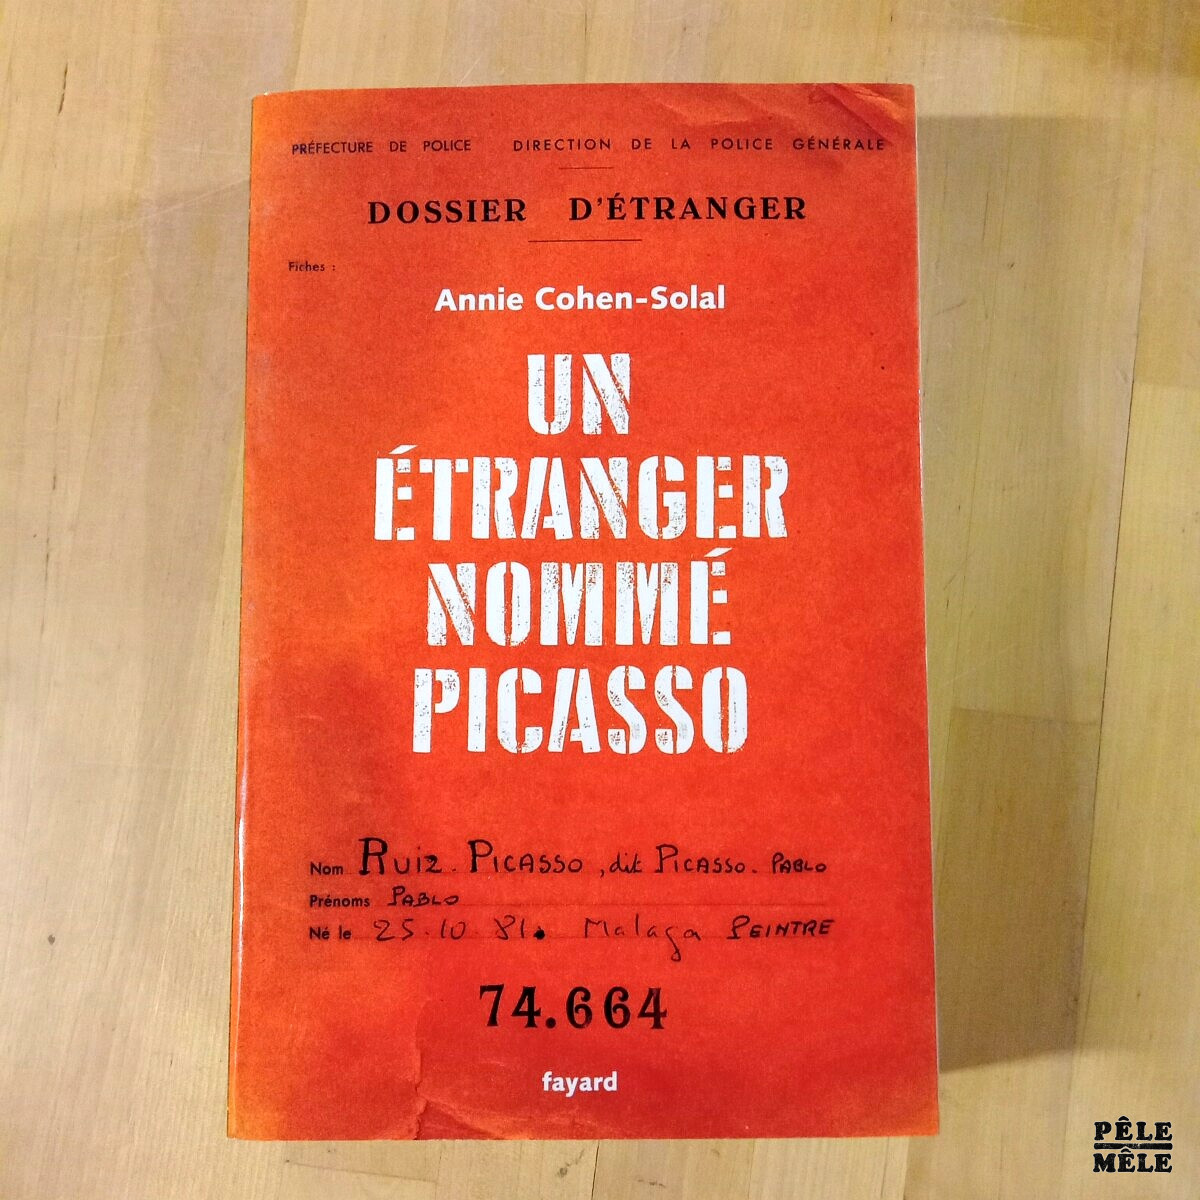 PRÉFECTURE DE POLICE DIRECTION DE LA POLICE GÉNÉRALE
DOSSIER D'ÉTRANGER
Fiches :
Annie Cohen-Solal
UN
ÉTRANGER
NOMMÉ
PICASSO
Nom Ruiz. Picasso, dit Picasso. Pablo
Prénoms Pablo
Né le 25.10.81. Malaga Peintre
74.664
fayard
PÊLE
MÊLE